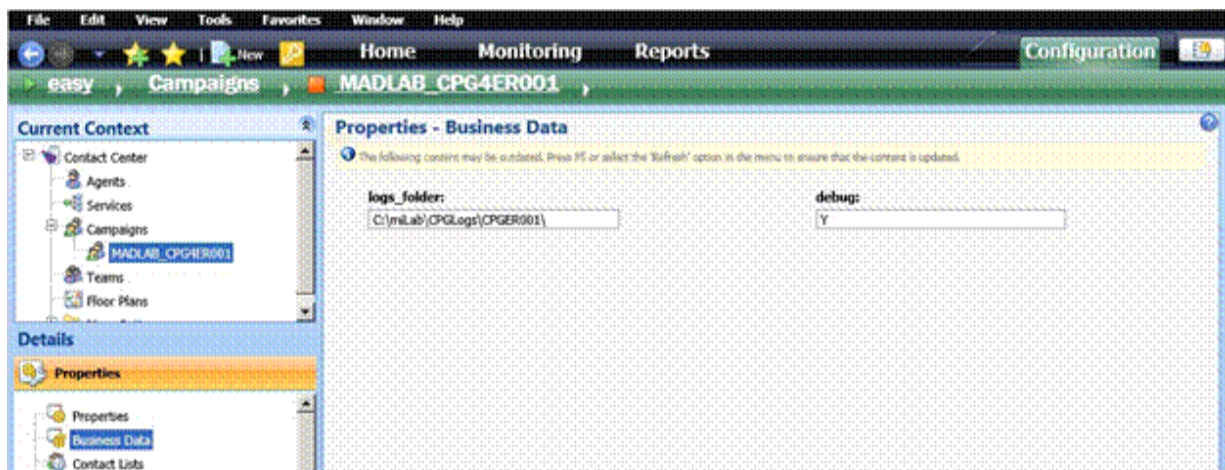 File Edit View Tools Favorites Window Help
New Home Monitoring Reports Configuration
easy , Campaigns , MADLAB_CPG4ER001 ,
Current Context
Contact Center
Agents
Services
Campaigns
MADLAB_CPG4ER001
Teams
Floor Plans
Details
Properties
Properties
Business Data
Contact Lists
Properties - Business Data
The following content may be outdated. Press F5 or select the 'Refresh' option in the menu to ensure that the content is updated.
logs_folder: debug:
C:\miLab\CPGLogs\CPGER001\ Y